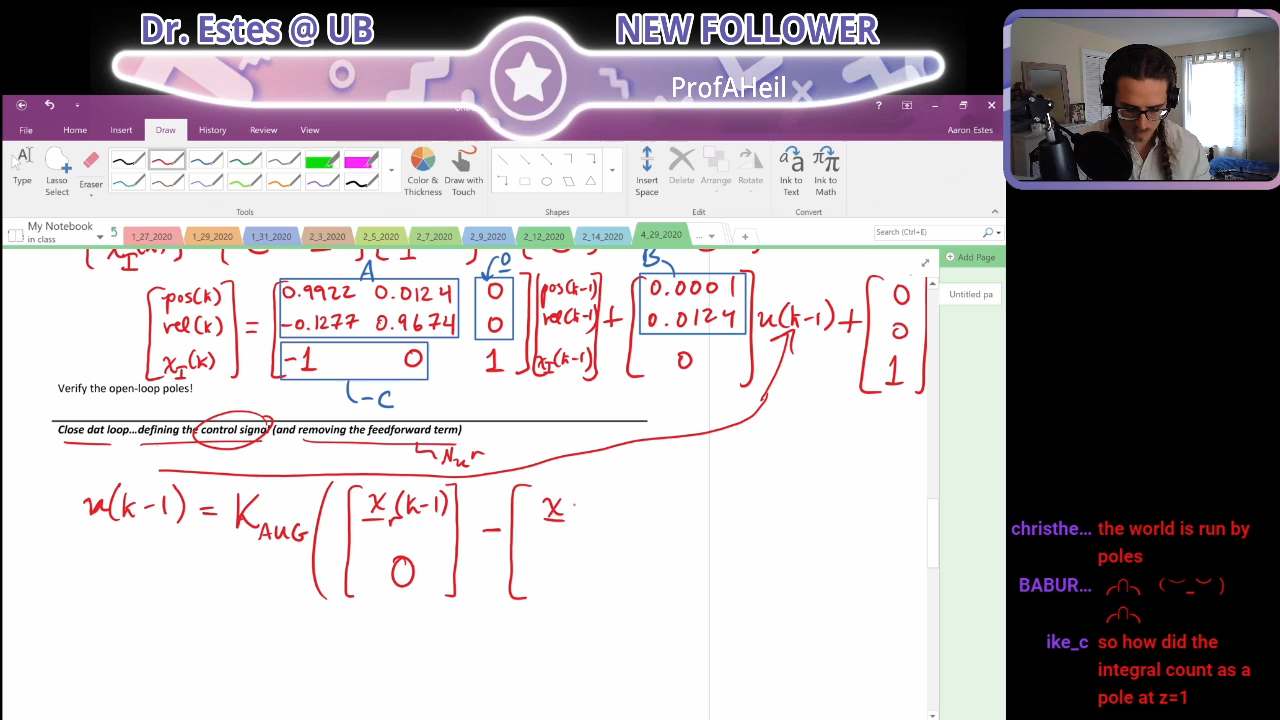 Dr. Estes @ UB
NEW FOLLOWER
ProfAHeil
File Home Insert Draw History Review View
Aaron Estes
Type
Lasso Select
Eraser
Color & Thickness
Draw with Touch
Insert Space
Delete
Arrange
Rotate
Ink to Text
Ink to Math
Tools
Shapes
Edit
Convert
My Notebook
in class
1_27_2020 1_29_2020 1_31_2020 2_3_2020 2_5_2020 2_7_2020 2_9_2020 2_12_2020 2_14_2020 4_29_2020 ...
Search (Ctrl+E)
Add Page
Untitled pa
A 0 B
pos(k) 0.9922 0.0124 0 pos(k-1) 0.0001 0
vel(k) = -0.1277 0.9674 0 vel(k-1) + 0.0124 u(k-1) + 0
x_I(k) -1 0 1 x_I(k-1) 0 1
-C
Verify the open-loop poles!
Close dat loop...defining the control signal (and removing the feedforward term)
N_u r
u(k-1) = K_AUG ( [ x_r(k-1) ] - [ x
0
christhe... the world is run by
poles
BABUR...
ike_c so how did the
integral count as a
pole at z=1